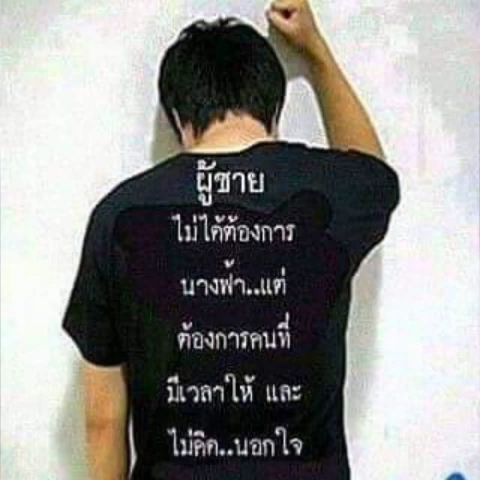 ผู้ชาย
ไม่ได้ต้องการ
นางฟ้า..แต่
ต้องการคนที่
มีเวลาให้ และ
ไม่คิด..นอกใจ